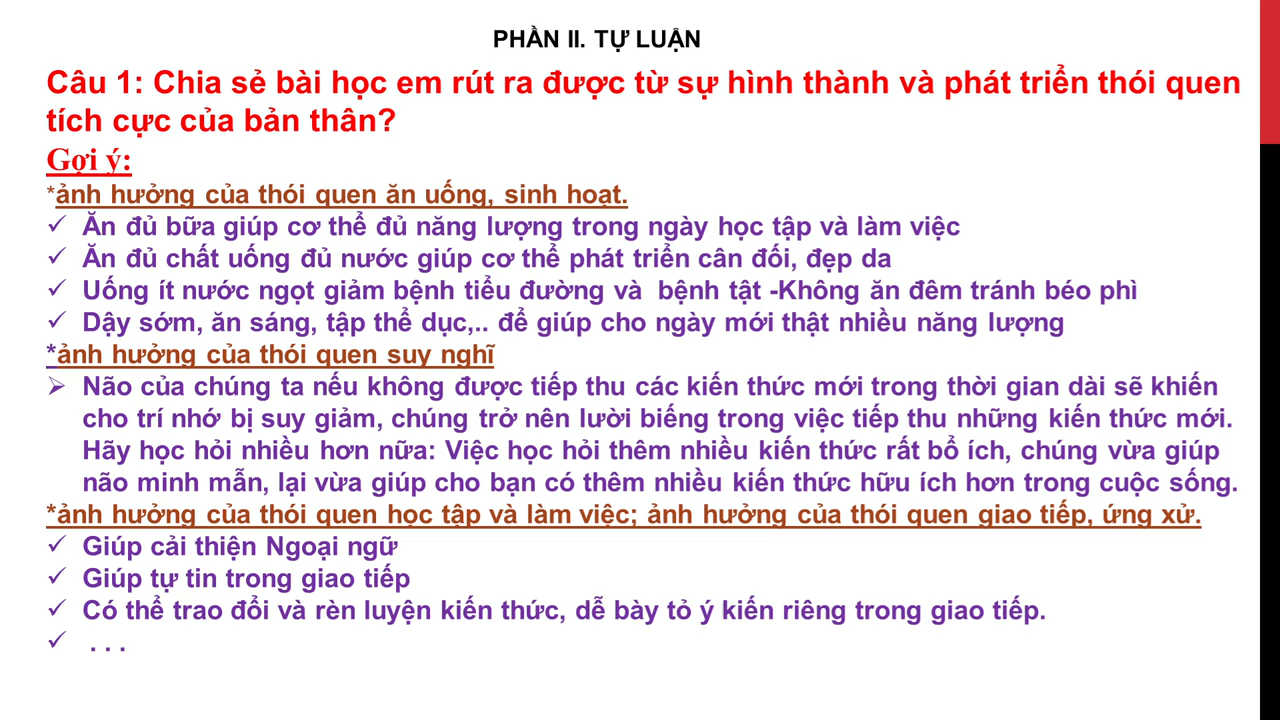 PHẦN II. TỰ LUẬN
Câu 1: Chia sẻ bài học em rút ra được từ sự hình thành và phát triển thói quen
tích cực của bản thân?
Gợi ý:
*ảnh hưởng của thói quen ăn uống, sinh hoạt.
✓ Ăn đủ bữa giúp cơ thể đủ năng lượng trong ngày học tập và làm việc
✓ Ăn đủ chất uống đủ nước giúp cơ thể phát triển cân đối, đẹp da
✓ Uống ít nước ngọt giảm bệnh tiểu đường và bệnh tật -Không ăn đêm tránh béo phì
✓ Dậy sớm, ăn sáng, tập thể dục,.. để giúp cho ngày mới thật nhiều năng lượng
*ảnh hưởng của thói quen suy nghĩ
➢ Não của chúng ta nếu không được tiếp thu các kiến thức mới trong thời gian dài sẽ khiến
cho trí nhớ bị suy giảm, chúng trở nên lười biếng trong việc tiếp thu những kiến thức mới.
Hãy học hỏi nhiều hơn nữa: Việc học hỏi thêm nhiều kiến thức rất bổ ích, chúng vừa giúp
não minh mẫn, lại vừa giúp cho bạn có thêm nhiều kiến thức hữu ích hơn trong cuộc sống.
*ảnh hưởng của thói quen học tập và làm việc; ảnh hưởng của thói quen giao tiếp, ứng xử.
✓ Giúp cải thiện Ngoại ngữ
✓ Giúp tự tin trong giao tiếp
✓ Có thể trao đổi và rèn luyện kiến thức, dễ bày tỏ ý kiến riêng trong giao tiếp.
✓ . . .